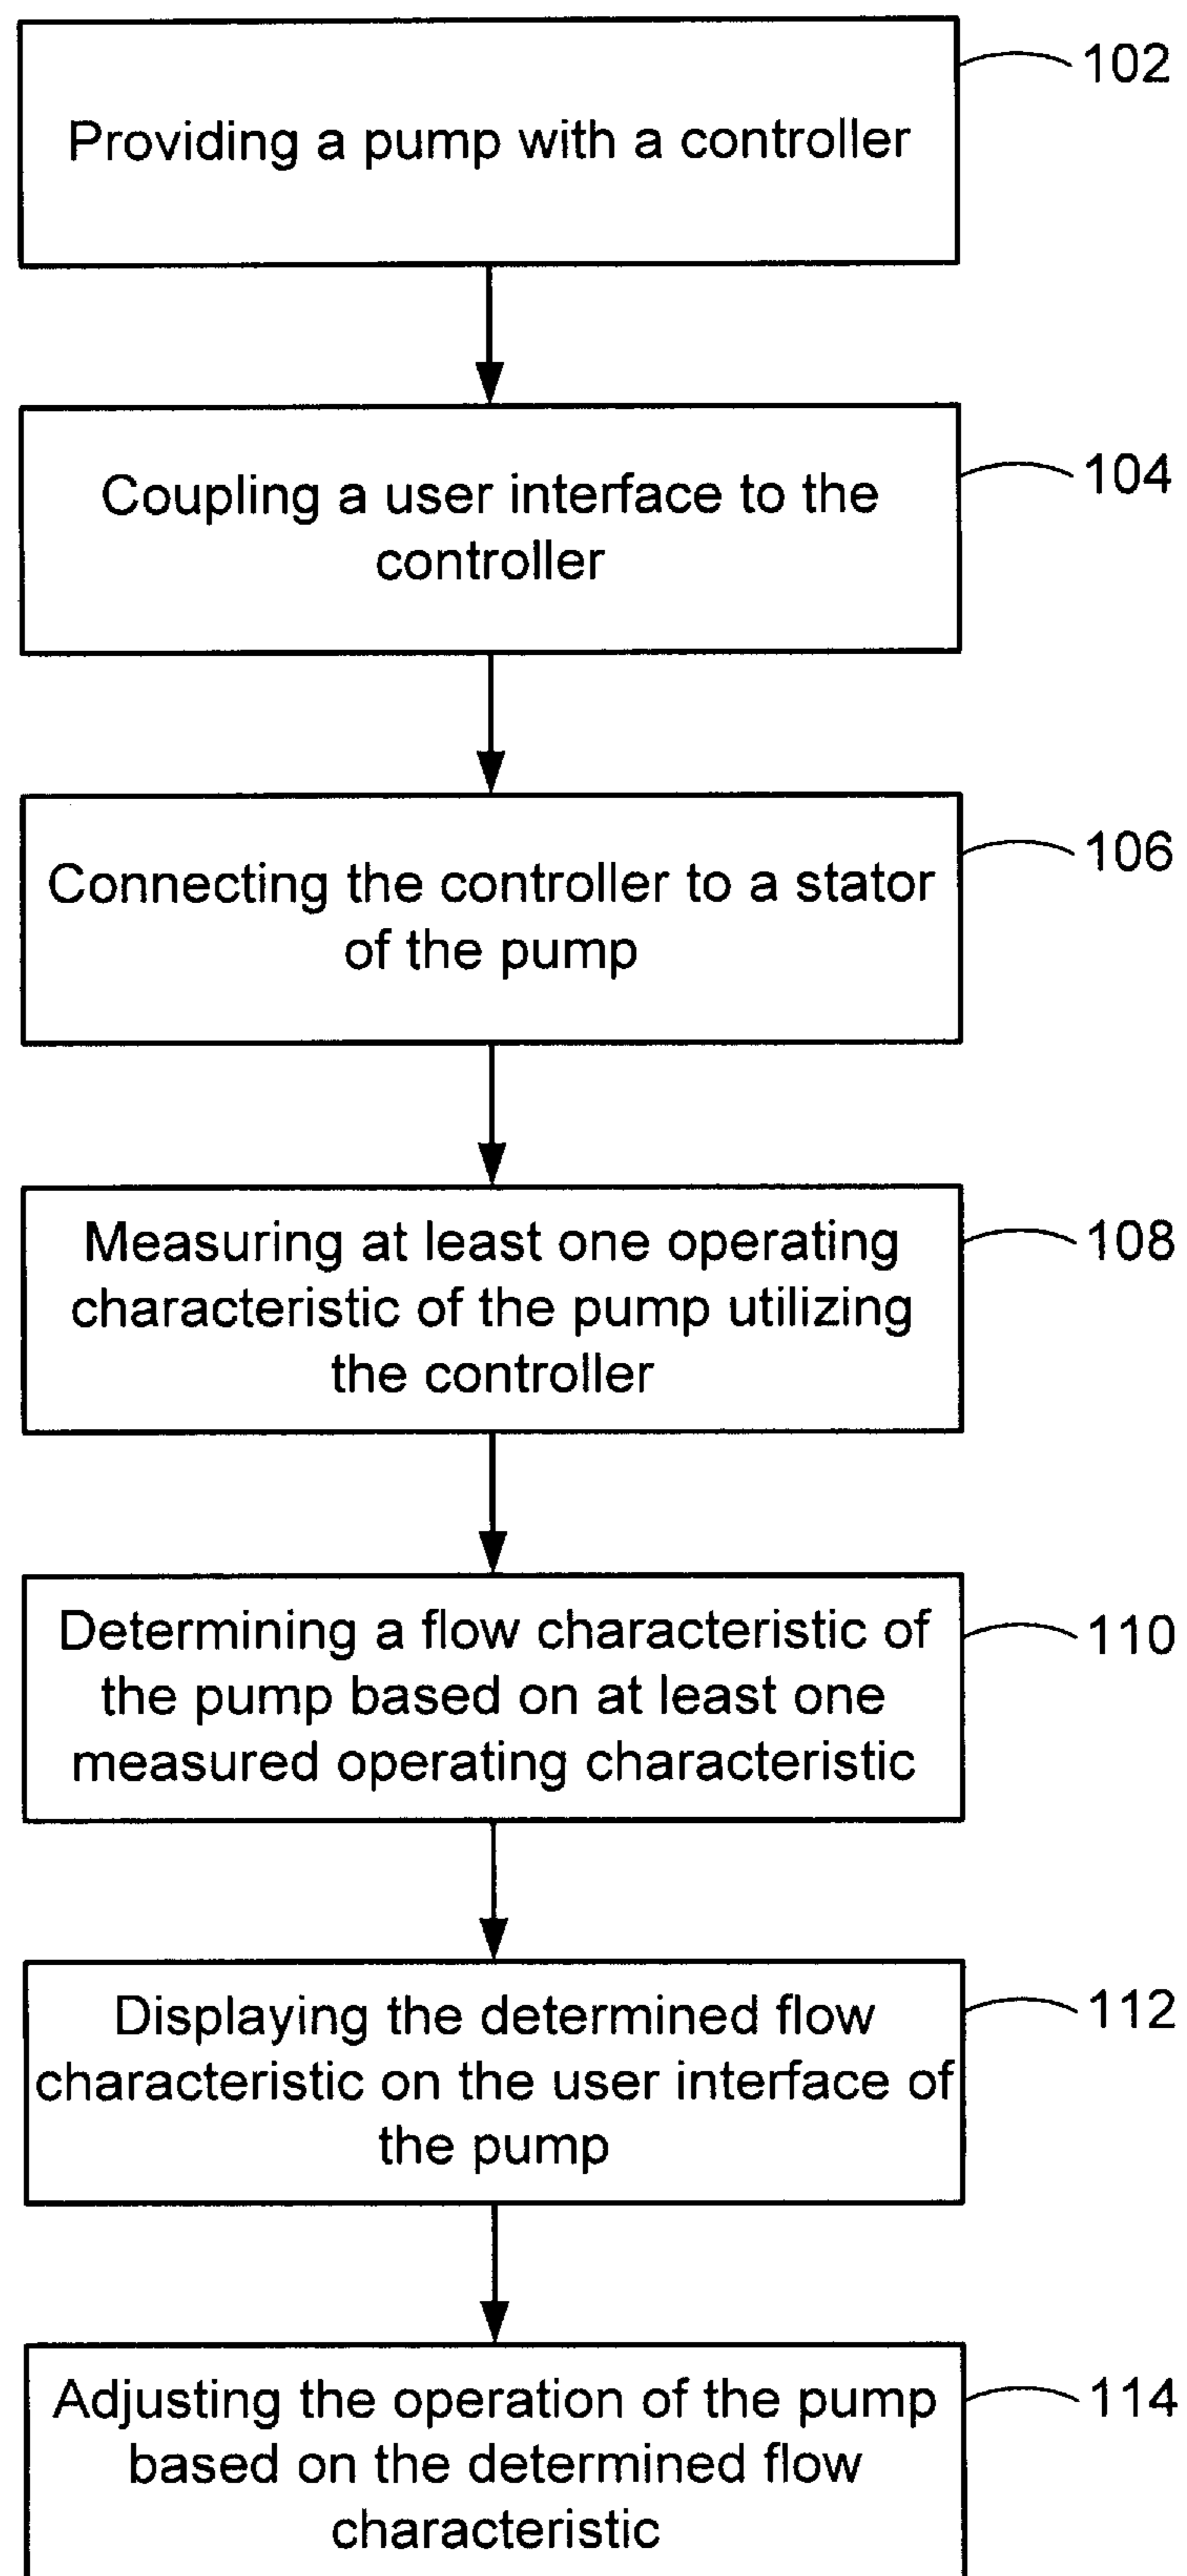 102
Providing a pump with a controller
104
Coupling a user interface to the
controller
106
Connecting the controller to a stator
of the pump
108
Measuring at least one operating
characteristic of the pump utilizing
the controller
110
Determining a flow characteristic of
the pump based on at least one
measured operating characteristic
112
Displaying the determined flow
characteristic on the user interface of
the pump
114
Adjusting the operation of the pump
based on the determined flow
characteristic